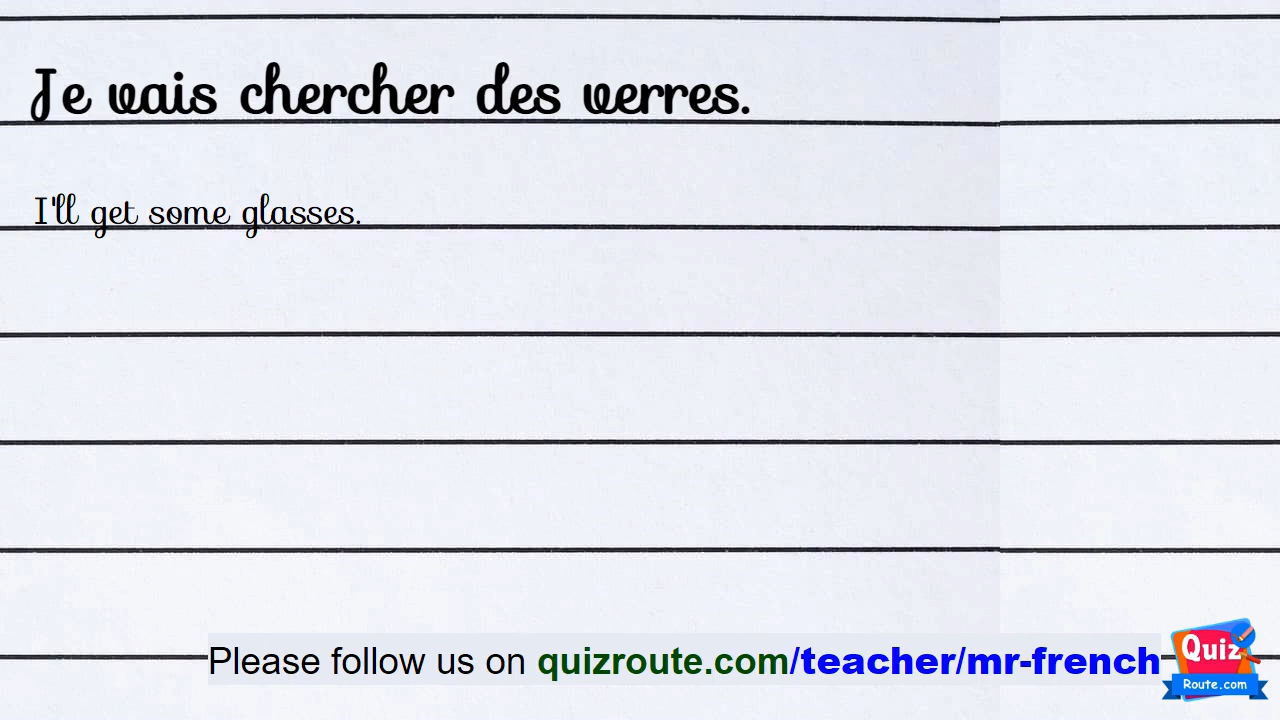 Je vais chercher des verres.
I'll get some glasses.
Please follow us on quizroute.com/teacher/mr-french
Quiz
Route.com